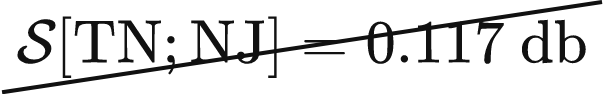 𝒮[TN; NJ] = 0.117 db